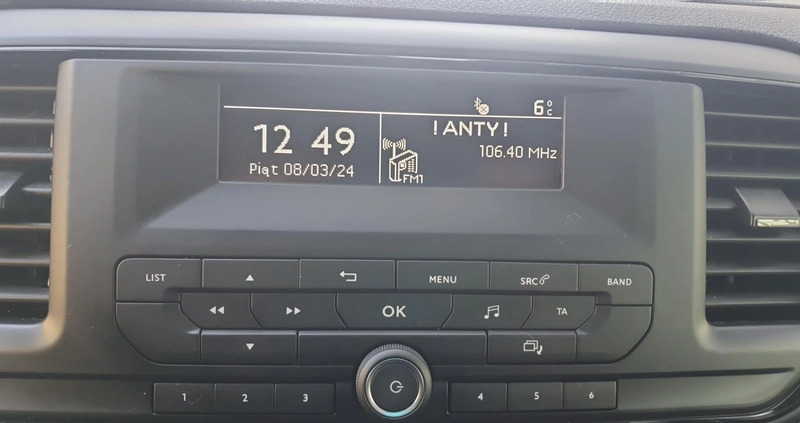 6°C
12 49
! ANTY !
106.40 MHz
Piąt 08/03/24
FM1
LIST
MENU
SRC
BAND
OK
TA
1
2
3
4
5
6